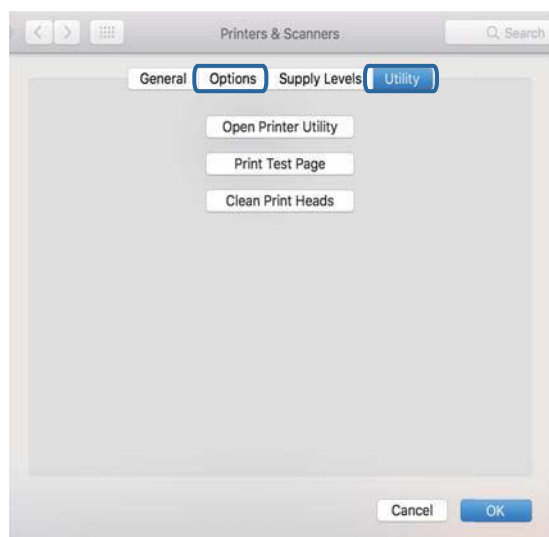 Printers & Scanners Search
General Options Supply Levels Utility
Open Printer Utility
Print Test Page
Clean Print Heads
Cancel OK